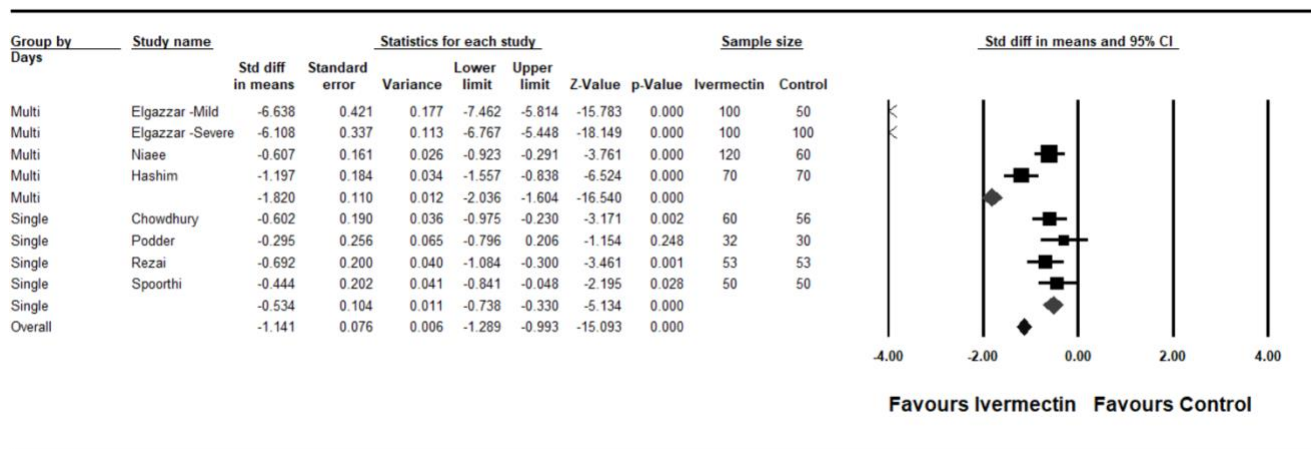 Group by Study name Statistics for each study Sample size Std diff in means and 95% CI
Days
Std diff Standard Lower Upper
in means error Variance limit limit Z-Value p-Value Ivermectin Control
Multi Elgazzar -Mild -6.638 0.421 0.177 -7.462 -5.814 -15.783 0.000 100 50
Multi Elgazzar -Severe -6.108 0.337 0.113 -6.767 -5.448 -18.149 0.000 100 100
Multi Niaee -0.607 0.161 0.026 -0.923 -0.291 -3.761 0.000 120 60
Multi Hashim -1.197 0.184 0.034 -1.557 -0.838 -6.524 0.000 70 70
Multi -1.820 0.110 0.012 -2.036 -1.604 -16.540 0.000
Single Chowdhury -0.602 0.190 0.036 -0.975 -0.230 -3.171 0.002 60 56
Single Podder -0.295 0.256 0.065 -0.796 0.206 -1.154 0.248 32 30
Single Rezai -0.692 0.200 0.040 -1.084 -0.300 -3.461 0.001 53 53
Single Spoorthi -0.444 0.202 0.041 -0.841 -0.048 -2.195 0.028 50 50
Single -0.534 0.104 0.011 -0.738 -0.330 -5.134 0.000
Overall -1.141 0.076 0.006 -1.289 -0.993 -15.093 0.000
-4.00 -2.00 0.00 2.00 4.00
Favours Ivermectin Favours Control